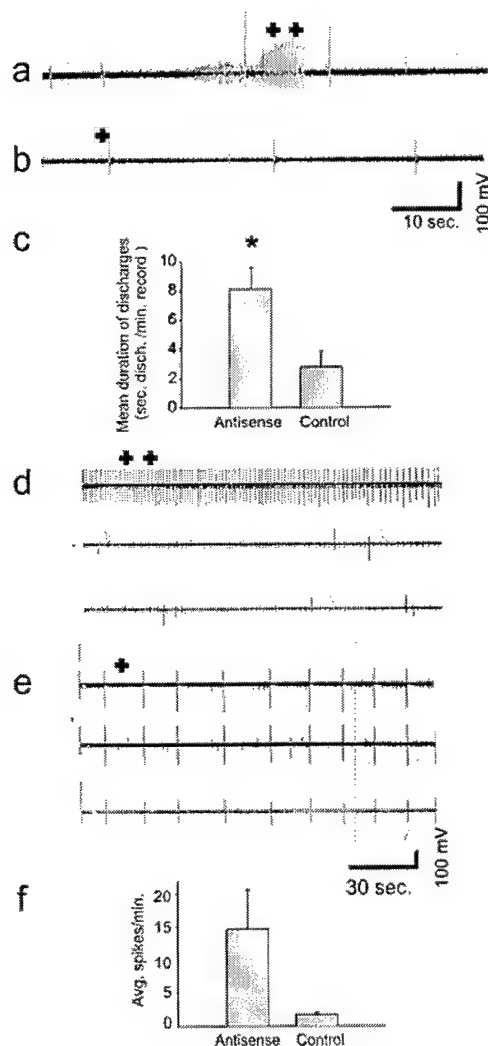 a
b
10 sec.
100 mV
c
Mean duration of discharges
(sec. disch. /min. record )
*
10
8
6
4
2
0
Antisense Control
d
e
30 sec.
100 mV
f
Avg. spikes/min.
20
15
10
5
0
Antisense Control